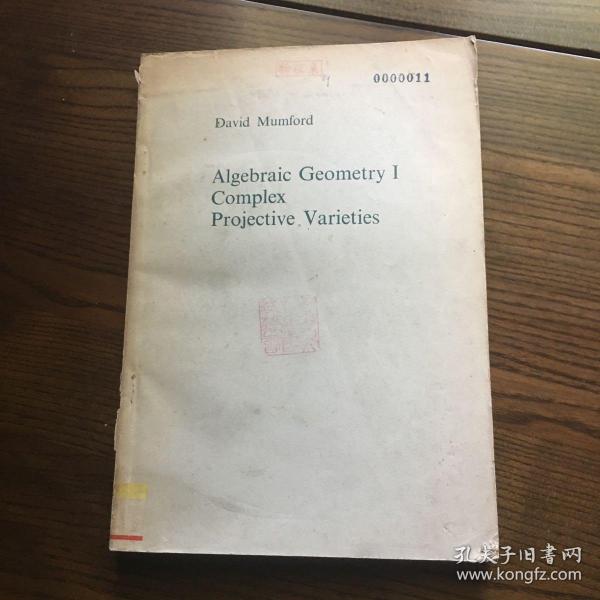 0000011
David Mumford
Algebraic Geometry I
Complex
Projective Varieties
孔夫子旧书网
www.kongfz.com